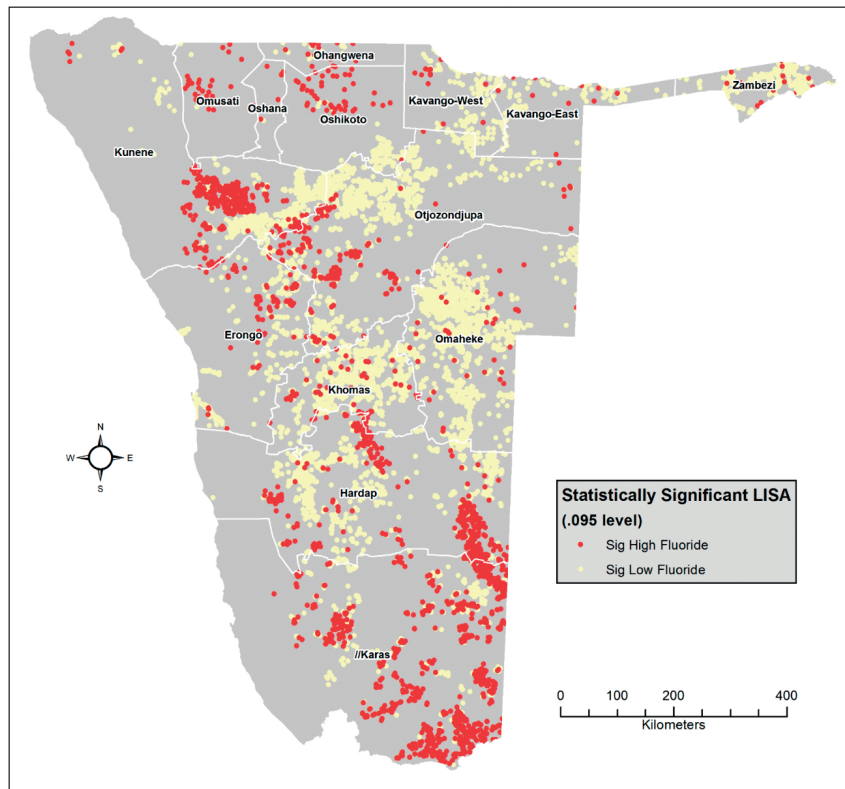 Ohangwena
Zambezi
Omusati
Oshana
Kavango-West
Oshikoto
Kavango-East
Kunene
Otjozondjupa
Erongo
Omaheke
Khomas
N
W
E
S
Hardap
Statistically Significant LISA
(.095 level)
Sig High Fluoride
Sig Low Fluoride
//Karas
0 100 200 400
Kilometers